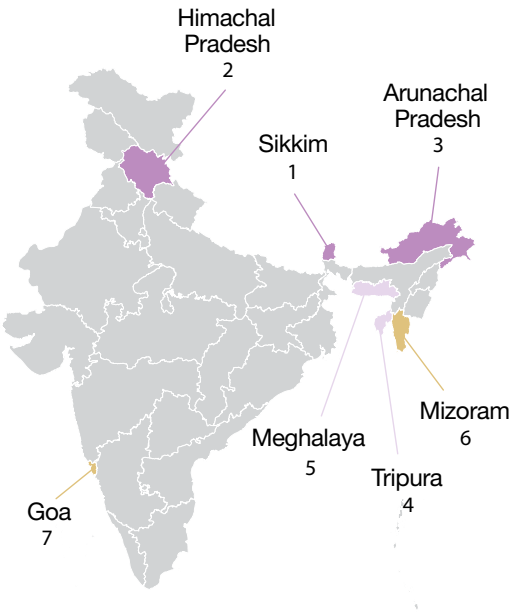 Himachal
Pradesh
2
Arunachal
Pradesh
3
Sikkim
1
Mizoram
6
Meghalaya
5
Tripura
4
Goa
7